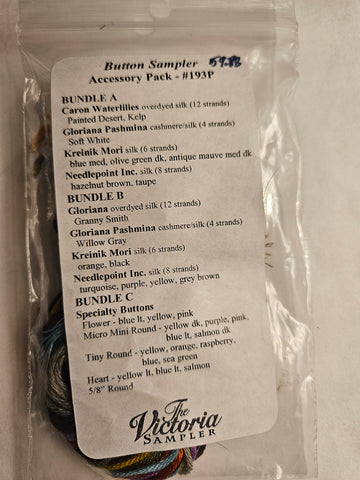 Button Sampler 59.83
Accessory Pack - #193P
BUNDLE A
Caron Waterlilies overdyed silk (12 strands)
Painted Desert, Kelp
Gloriana Pashmina cashmere/silk (4 strands)
Soft White
Kreinik Mori silk (6 strands)
blue med, olive green dk, antique mauve med dk
Needlepoint Inc. silk (8 strands)
hazelnut brown, taupe
BUNDLE B
Gloriana overdyed silk (12 strands)
Granny Smith
Gloriana Pashmina cashmere/silk (4 strands)
Willow Gray
Kreinik Mori silk (6 strands)
orange, black
Needlepoint Inc. silk (8 strands)
turquoise, purple, yellow, grey brown
BUNDLE C
Specialty Buttons
Flower - blue lt, yellow, pink
Micro Mini Round - yellow dk, purple, pink,
blue lt, salmon dk
Tiny Round - yellow, orange, raspberry,
blue, sea green
Heart - yellow lt, blue lt, salmon
5/8" Round
The
Victoria
SAMPLER